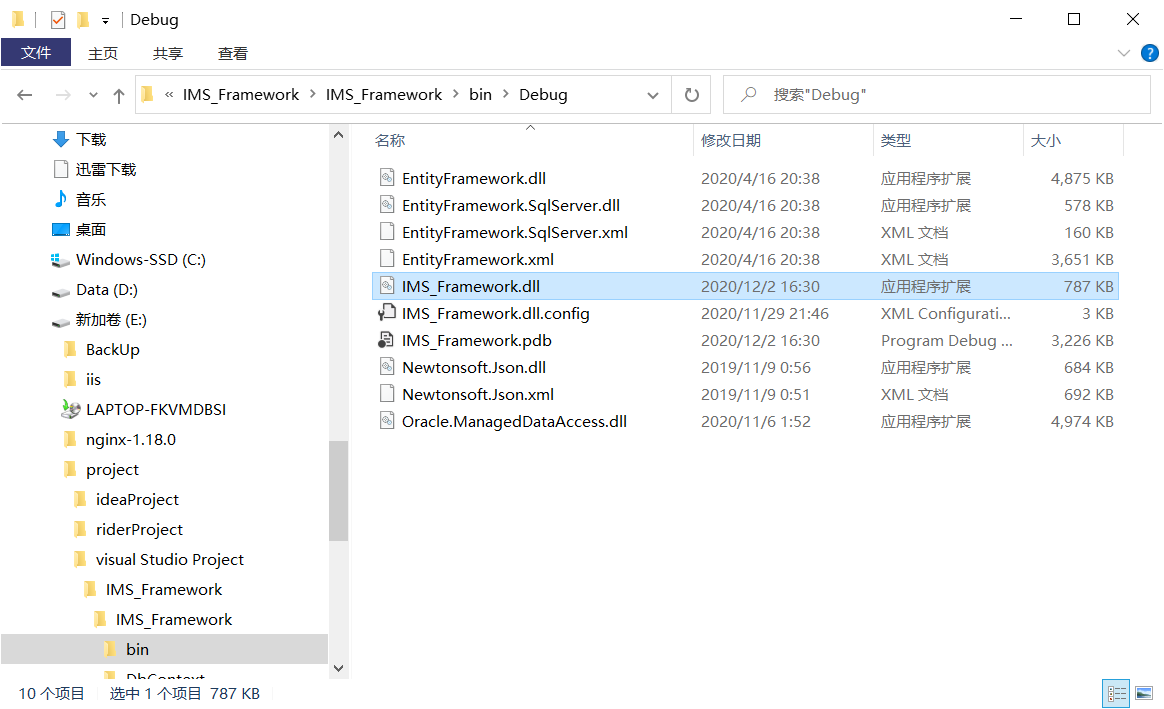 Debug
文件 主页 共享 查看
« IMS_Framework > IMS_Framework > bin > Debug 搜索"Debug"
下载
迅雷下载
音乐
桌面
Windows-SSD (C:)
Data (D:)
新加卷 (E:)
BackUp
iis
LAPTOP-FKVMDBSI
nginx-1.18.0
project
ideaProject
riderProject
visual Studio Project
IMS_Framework
IMS_Framework
bin
DbContext
名称 修改日期 类型 大小
EntityFramework.dll 2020/4/16 20:38 应用程序扩展 4,875 KB
EntityFramework.SqlServer.dll 2020/4/16 20:38 应用程序扩展 578 KB
EntityFramework.SqlServer.xml 2020/4/16 20:38 XML 文档 160 KB
EntityFramework.xml 2020/4/16 20:38 XML 文档 3,651 KB
IMS_Framework.dll 2020/12/2 16:30 应用程序扩展 787 KB
IMS_Framework.dll.config 2020/11/29 21:46 XML Configurati... 3 KB
IMS_Framework.pdb 2020/12/2 16:30 Program Debug ... 3,226 KB
Newtonsoft.Json.dll 2019/11/9 0:56 应用程序扩展 684 KB
Newtonsoft.Json.xml 2019/11/9 0:51 XML 文档 692 KB
Oracle.ManagedDataAccess.dll 2020/11/6 1:52 应用程序扩展 4,974 KB
10 个项目 选中 1 个项目 787 KB